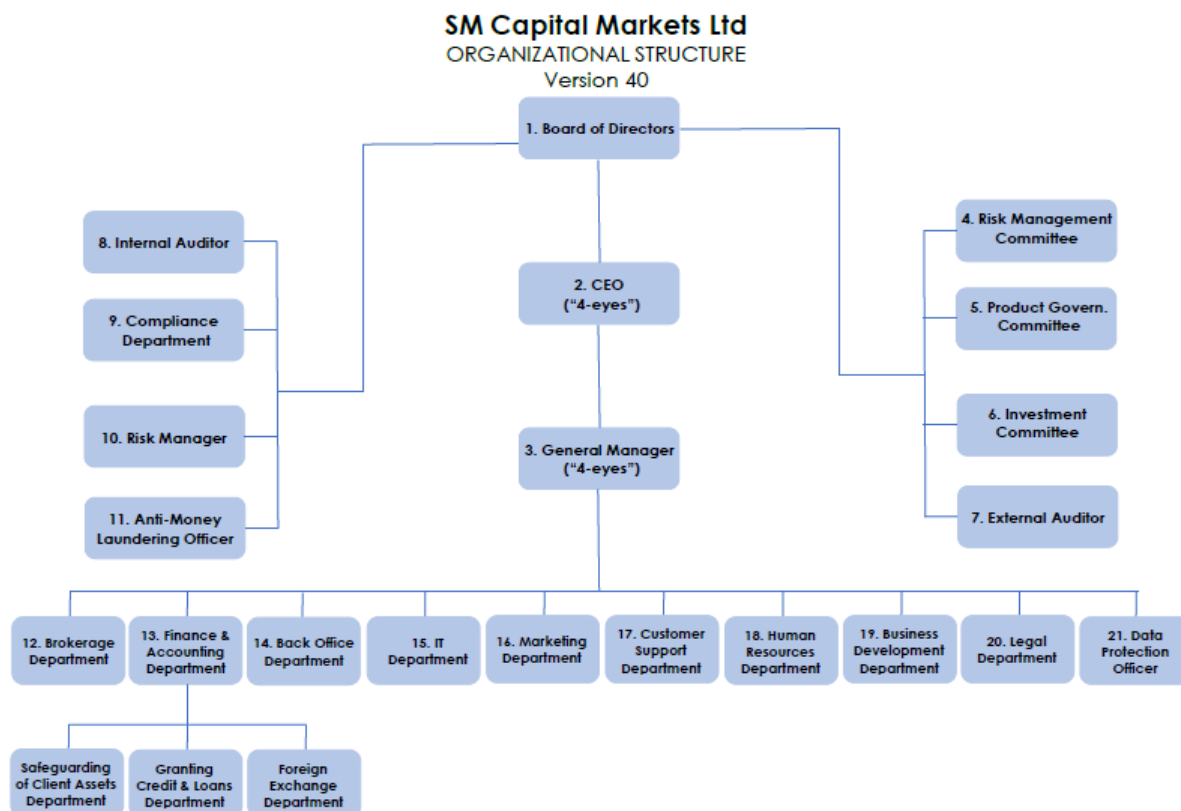 SM Capital Markets Ltd
ORGANIZATIONAL STRUCTURE
Version 40
1. Board of Directors
8. Internal Auditor
9. Compliance
Department
10. Risk Manager
11. Anti-Money
Laundering Officer
2. CEO
("4-eyes")
3. General Manager
("4-eyes")
4. Risk Management
Committee
5. Product Govern.
Committee
6. Investment
Committee
7. External Auditor
12. Brokerage
Department
13. Finance &
Accounting
Department
14. Back Office
Department
15. IT
Department
16. Marketing
Department
17. Customer
Support
Department
18. Human
Resources
Department
19. Business
Development
Department
20. Legal
Department
21. Data
Protection
Officer
Safeguarding
of Client Assets
Department
Granting
Credit & Loans
Department
Foreign
Exchange
Department